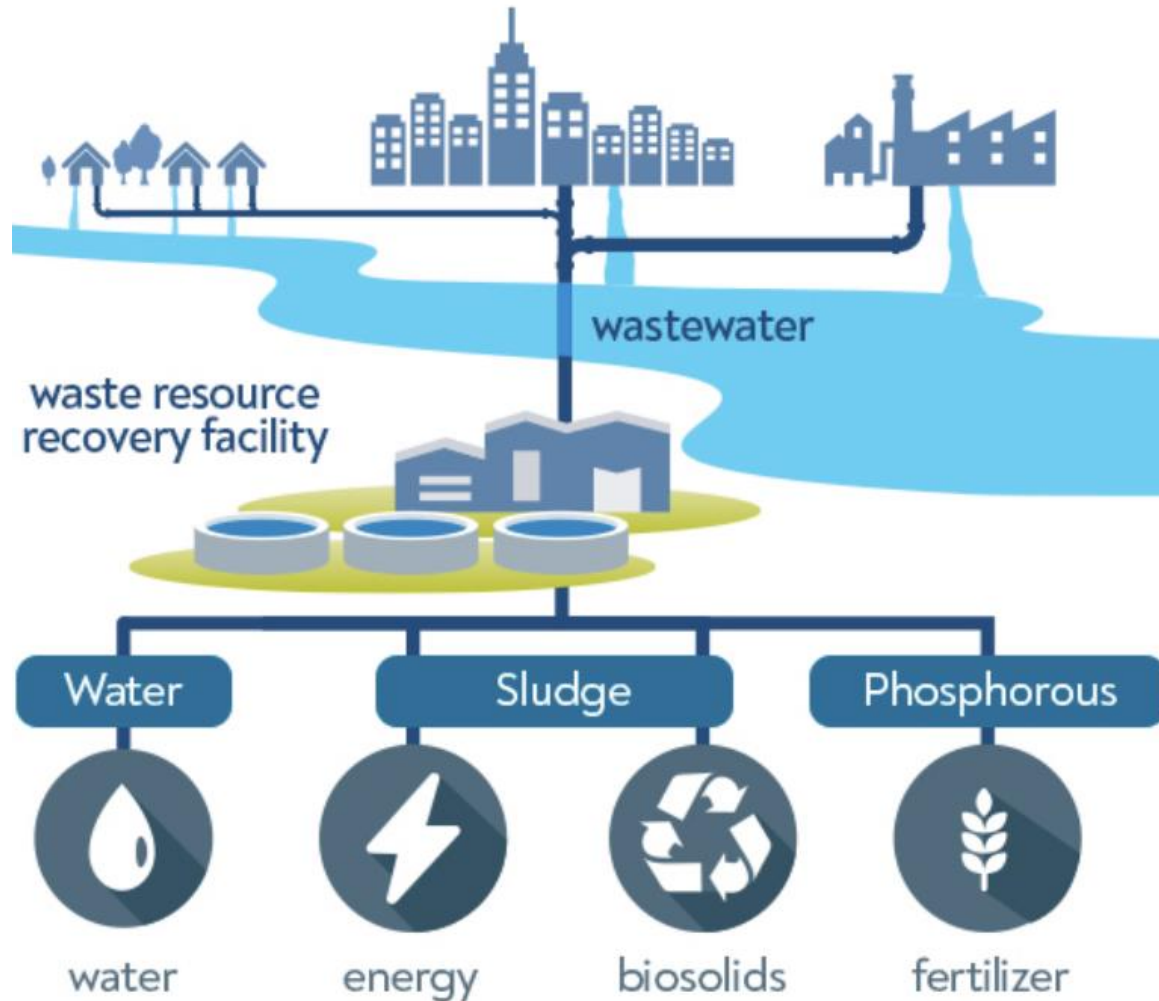 wastewater
waste resource
recovery facility
Water
Sludge
Phosphorous
water
energy
biosolids
fertilizer